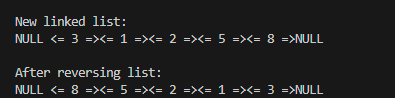 New linked list:
NULL <= 3 =><= 1 =><= 2 =><= 5 =><= 8 =>NULL
After reversing list:
NULL <= 8 =><= 5 =><= 2 =><= 1 =><= 3 =>NULL